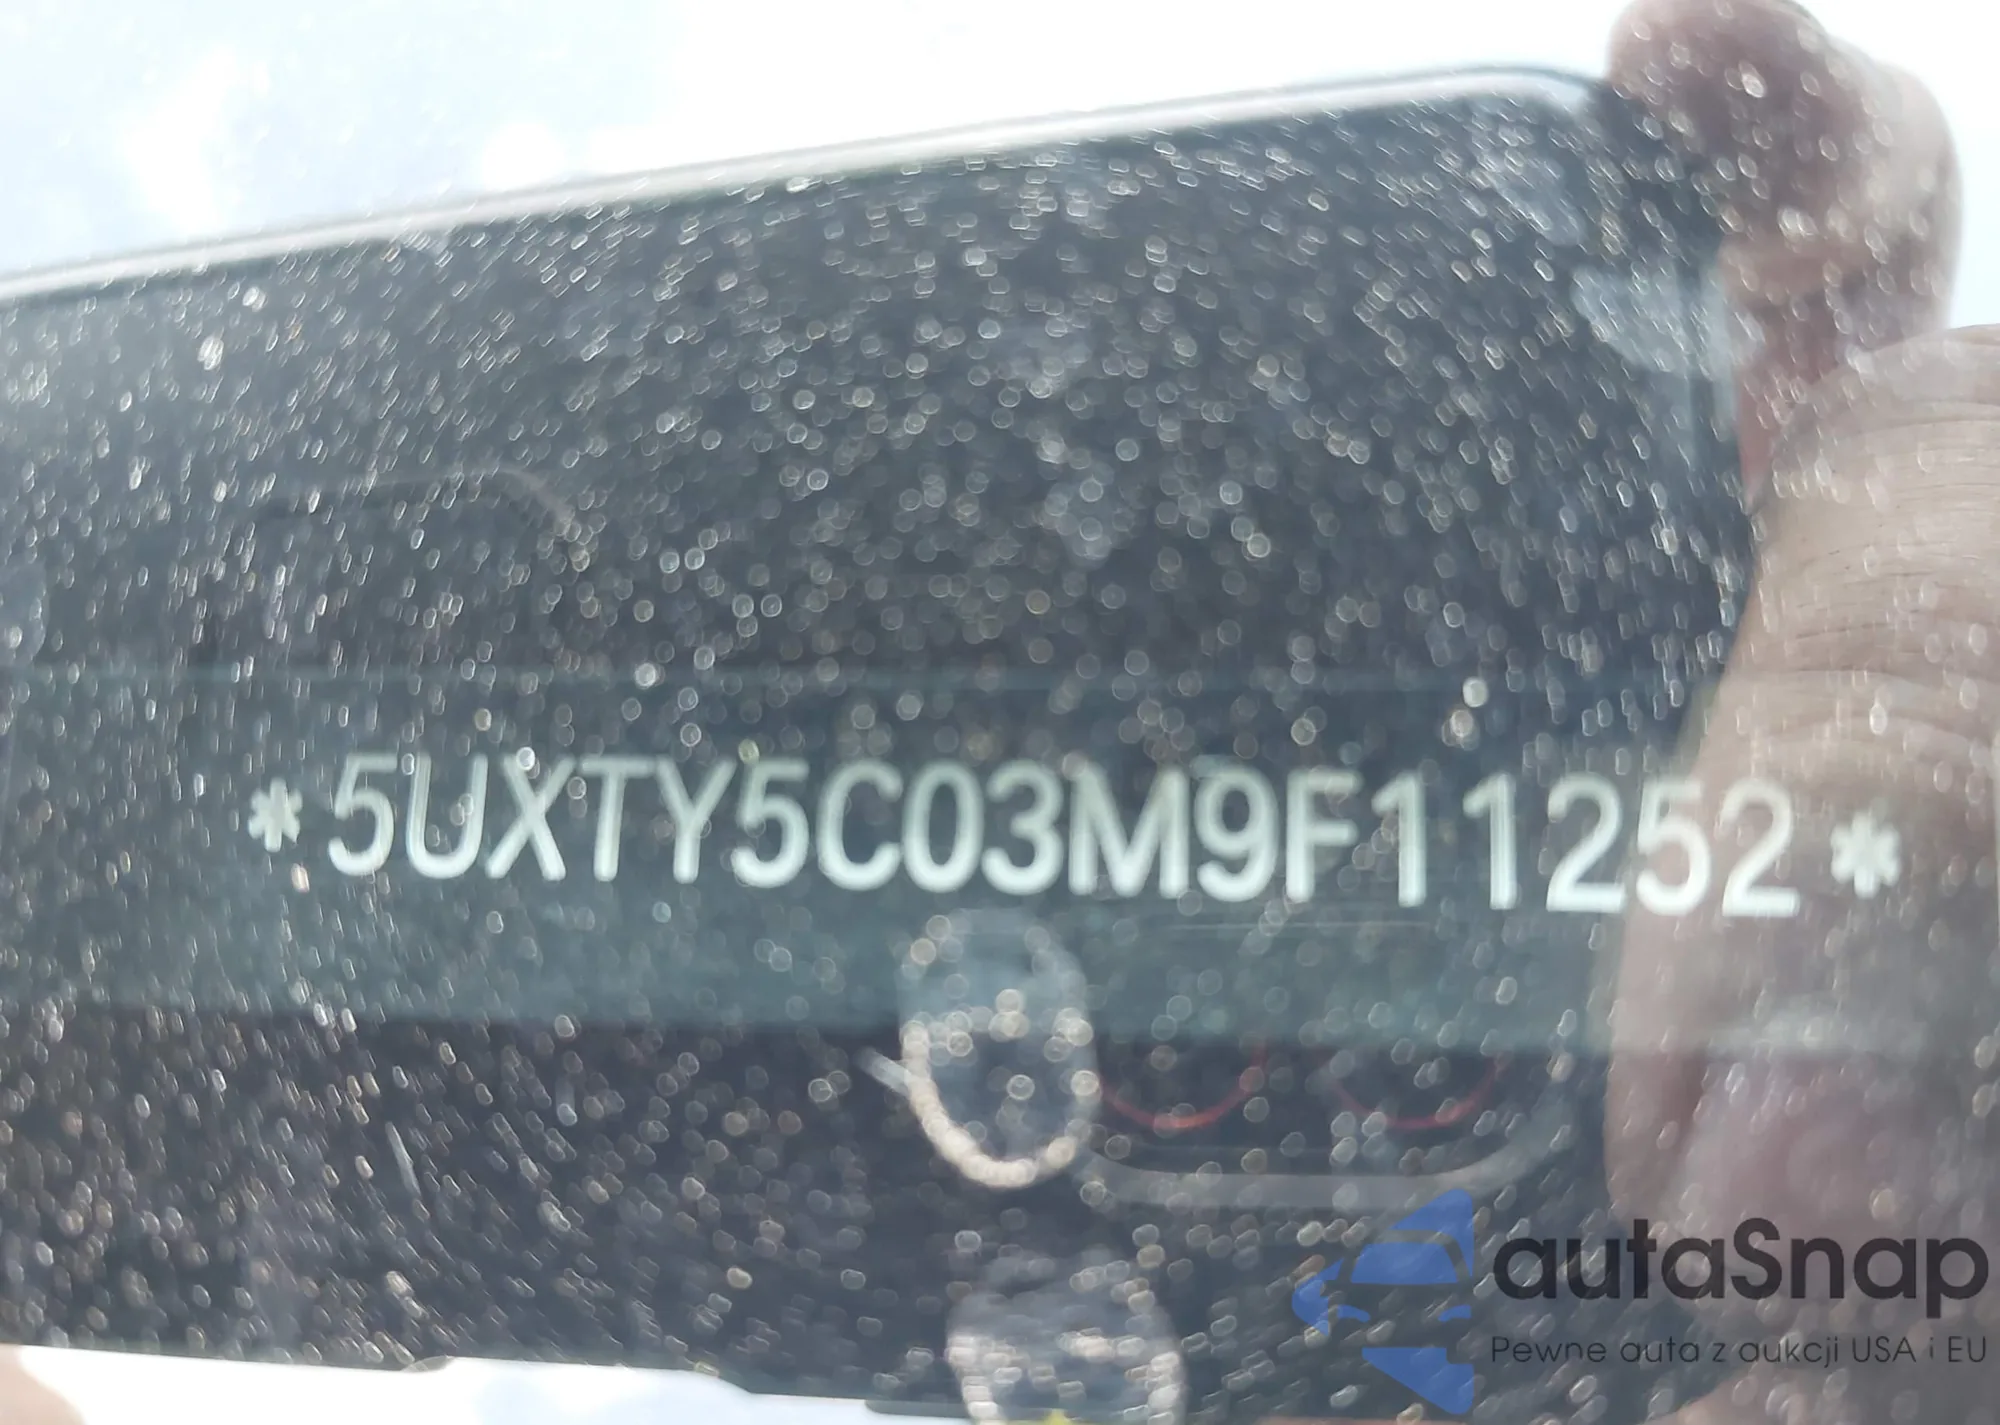 *5UXTY5C03M9F11252*
autaSnap
Pewne auta z aukcji USA i EU